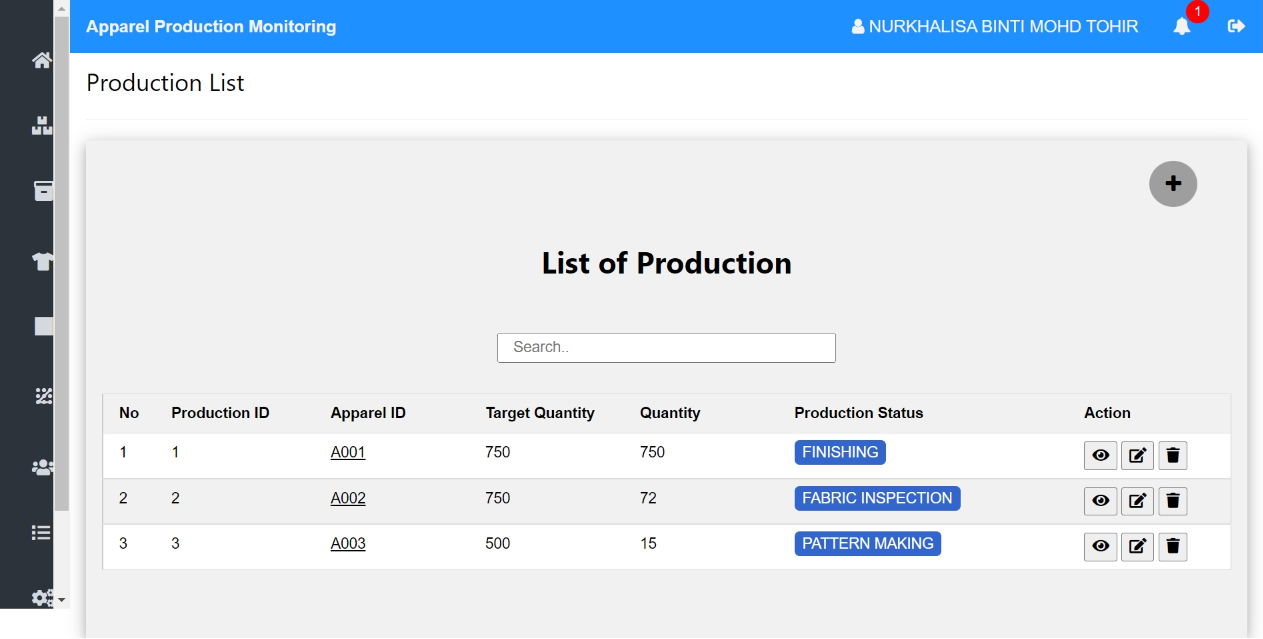 Apparel Production Monitoring NURKHALISA BINTI MOHD TOHIR 1
Production List
List of Production
Search..
No Production ID Apparel ID Target Quantity Quantity Production Status Action
1 1 A001 750 750 FINISHING
2 2 A002 750 72 FABRIC INSPECTION
3 3 A003 500 15 PATTERN MAKING